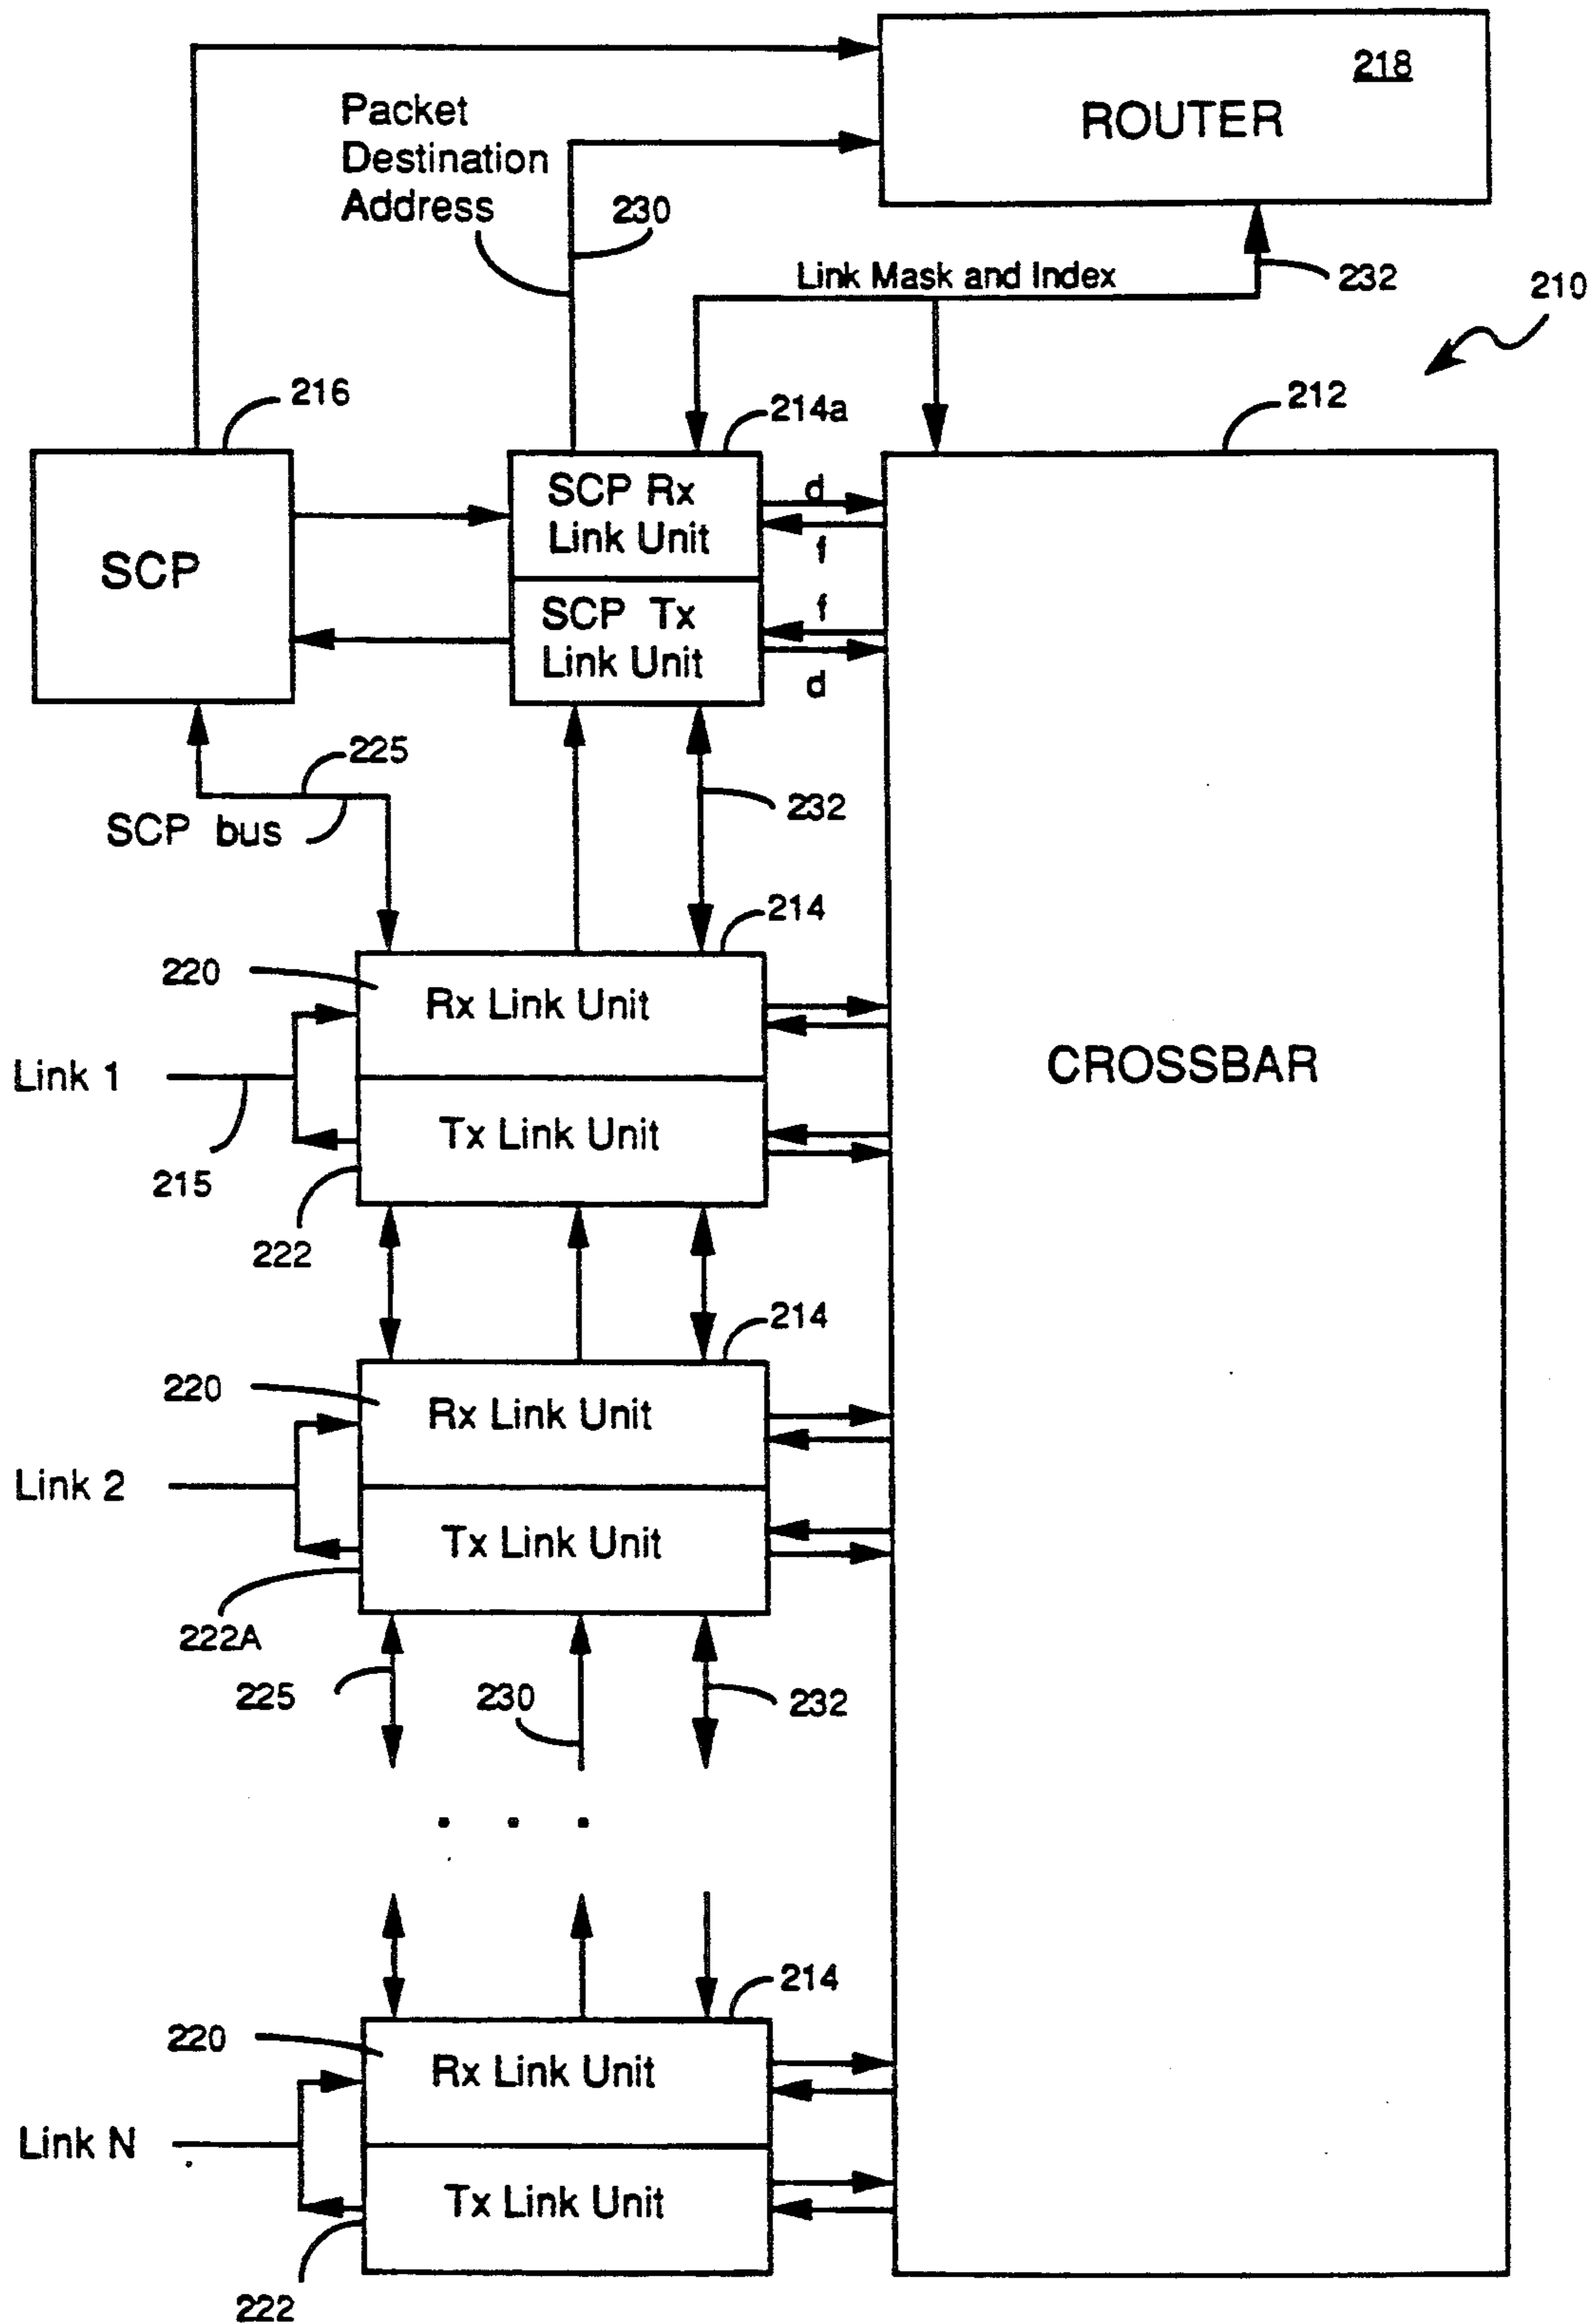 218
ROUTER
Packet
Destination
Address
230
Link Mask and Index
232
210
216
214a
212
SCP
SCP Rx
Link Unit
d
f
SCP Tx
Link Unit
f
d
225
SCP bus
232
214
220
Rx Link Unit
Link 1
CROSSBAR
Tx Link Unit
215
222
214
220
Rx Link Unit
Link 2
Tx Link Unit
222A
225
230
232
. . .
214
220
Rx Link Unit
Link N
Tx Link Unit
222